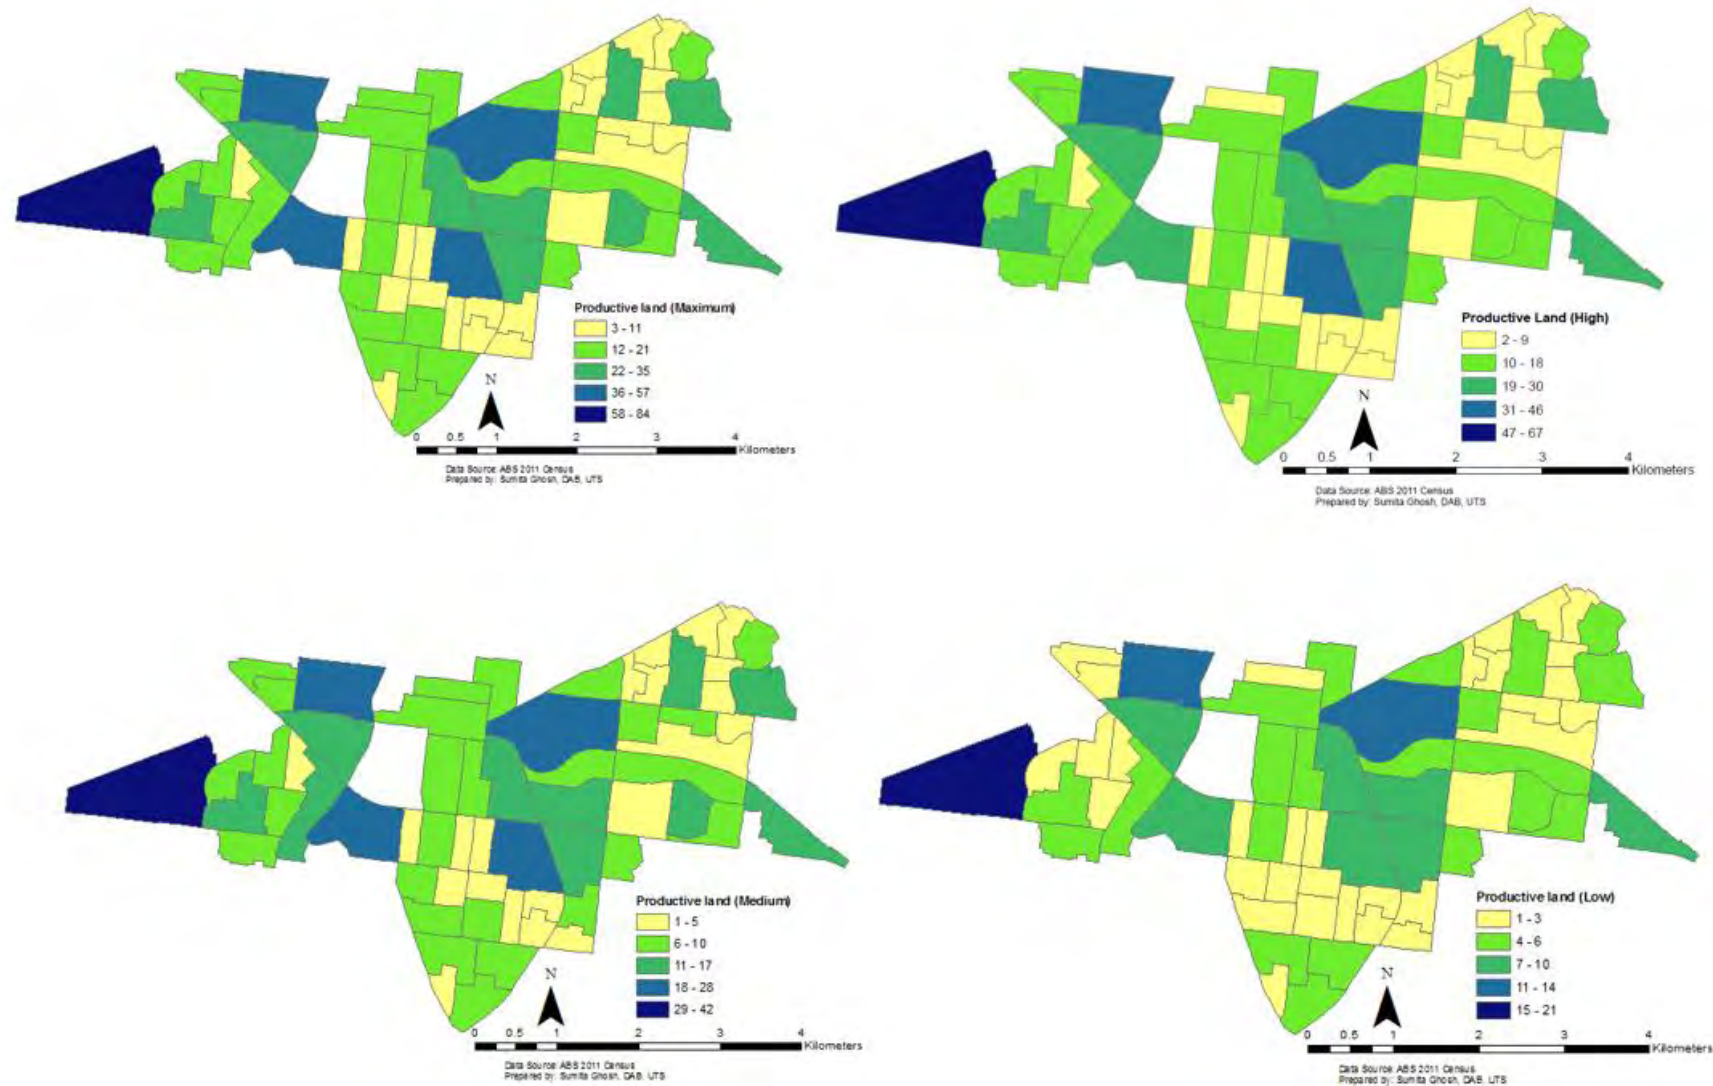 Productive land (Maximum)
3 - 11
12 - 21
22 - 35
36 - 57
58 - 84
N
0 0.5 1 2 3 4
Kilometers
Data Source: ABS 2011 Census
Prepared by: Sumita Ghosh, DAB, UTS
Productive Land (High)
2 - 9
10 - 18
19 - 30
31 - 46
47 - 67
N
0 0.5 1 2 3 4
Kilometers
Data Source: ABS 2011 Census
Prepared by: Sumita Ghosh, DAB, UTS
Productive land (Medium)
1 - 5
6 - 10
11 - 17
18 - 28
29 - 42
N
0 0.5 1 2 3 4
Kilometers
Data Source: ABS 2011 Census
Prepared by: Sumita Ghosh, DAB, UTS
Productive land (Low)
1 - 3
4 - 6
7 - 10
11 - 14
15 - 21
N
0 0.5 1 2 3 4
Kilometers
Data Source: ABS 2011 Census
Prepared by: Sumita Ghosh, DAB, UTS